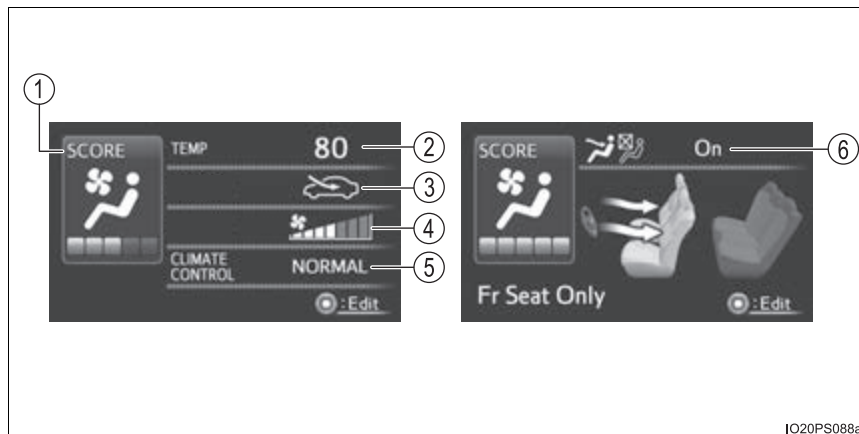 1
SCORE
TEMP 80 2
3
4
CLIMATE
CONTROL NORMAL 5
:Edit
SCORE On 6
Fr Seat Only
:Edit
IO20PS088a